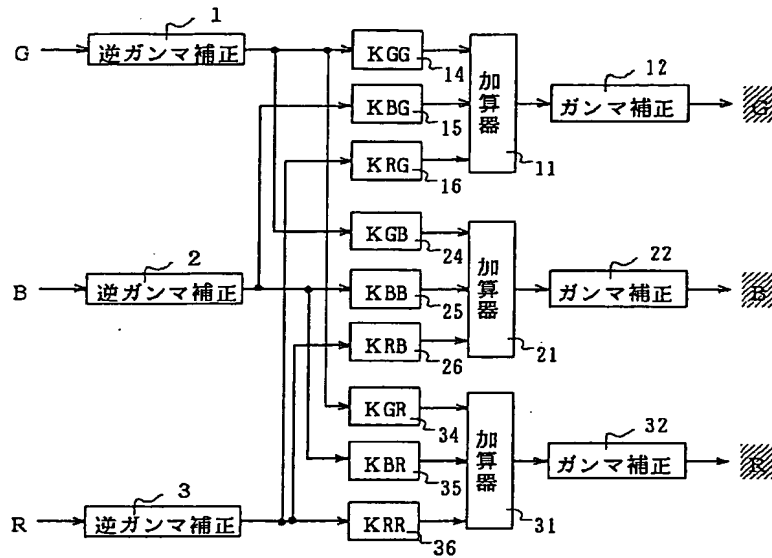 1
G 逆ガンマ補正
KGG
14
KBG
15
KRG
16
加算器
11
12
ガンマ補正
G
2
B 逆ガンマ補正
KGB
24
KBB
25
KRB
26
加算器
21
22
ガンマ補正
B
3
R 逆ガンマ補正
KGR
34
KBR
35
KRR
36
加算器
31
32
ガンマ補正
R